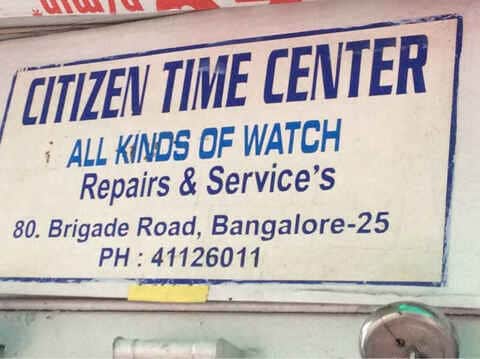 CITIZEN TIME CENTER
ALL KINDS OF WATCH
Repairs & Service's
80. Brigade Road, Bangalore-25
PH : 41126011